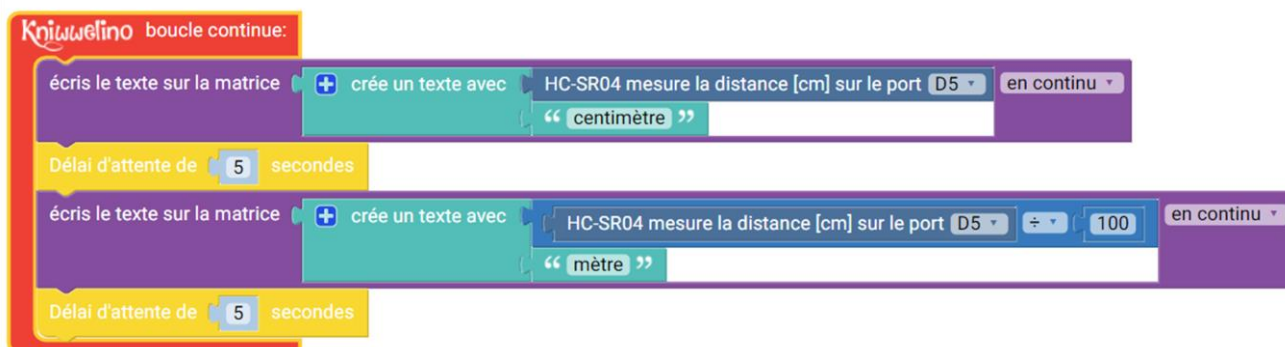 Kniwwelino boucle continue:
écris le texte sur la matrice crée un texte avec HC-SR04 mesure la distance [cm] sur le port D5 en continu
“ centimètre ”
Délai d'attente de 5 secondes
écris le texte sur la matrice crée un texte avec HC-SR04 mesure la distance [cm] sur le port D5 ÷ 100 en continu
“ mètre ”
Délai d'attente de 5 secondes